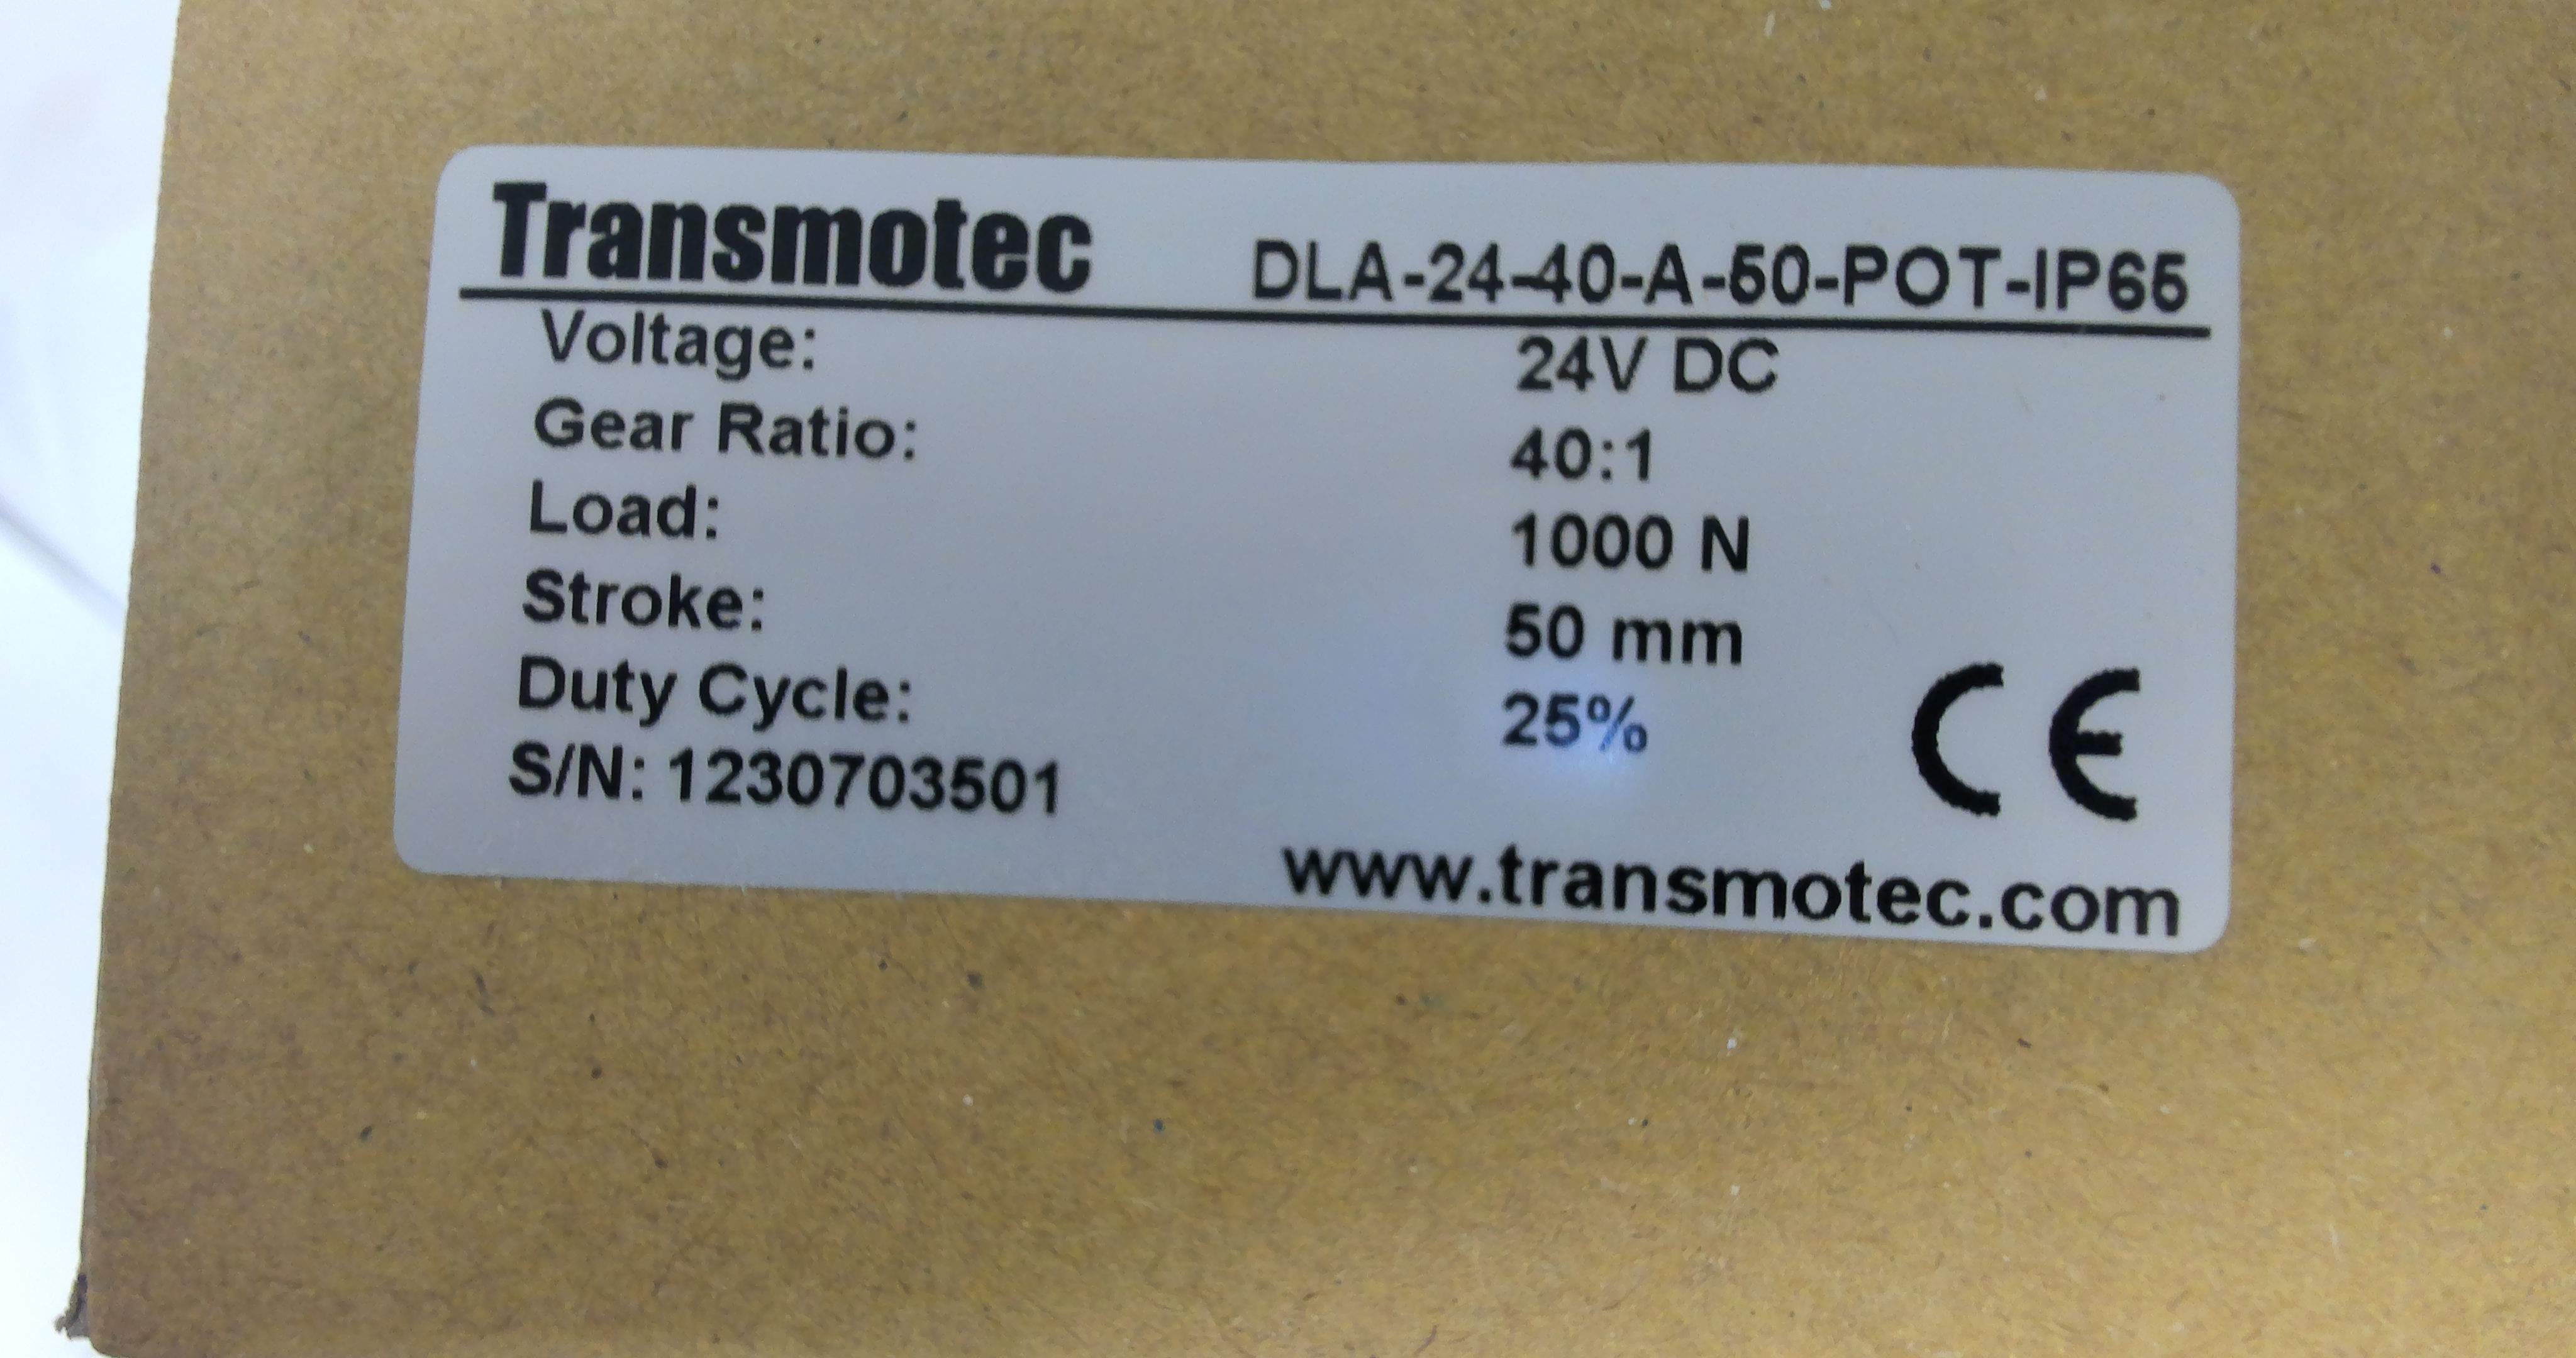 Transmotec DLA-24-40-A-50-POT-IP65
Voltage: 24V DC
Gear Ratio: 40:1
Load: 1000 N
Stroke: 50 mm
Duty Cycle: 25%
S/N: 1230703501
CE
www.transmotec.com